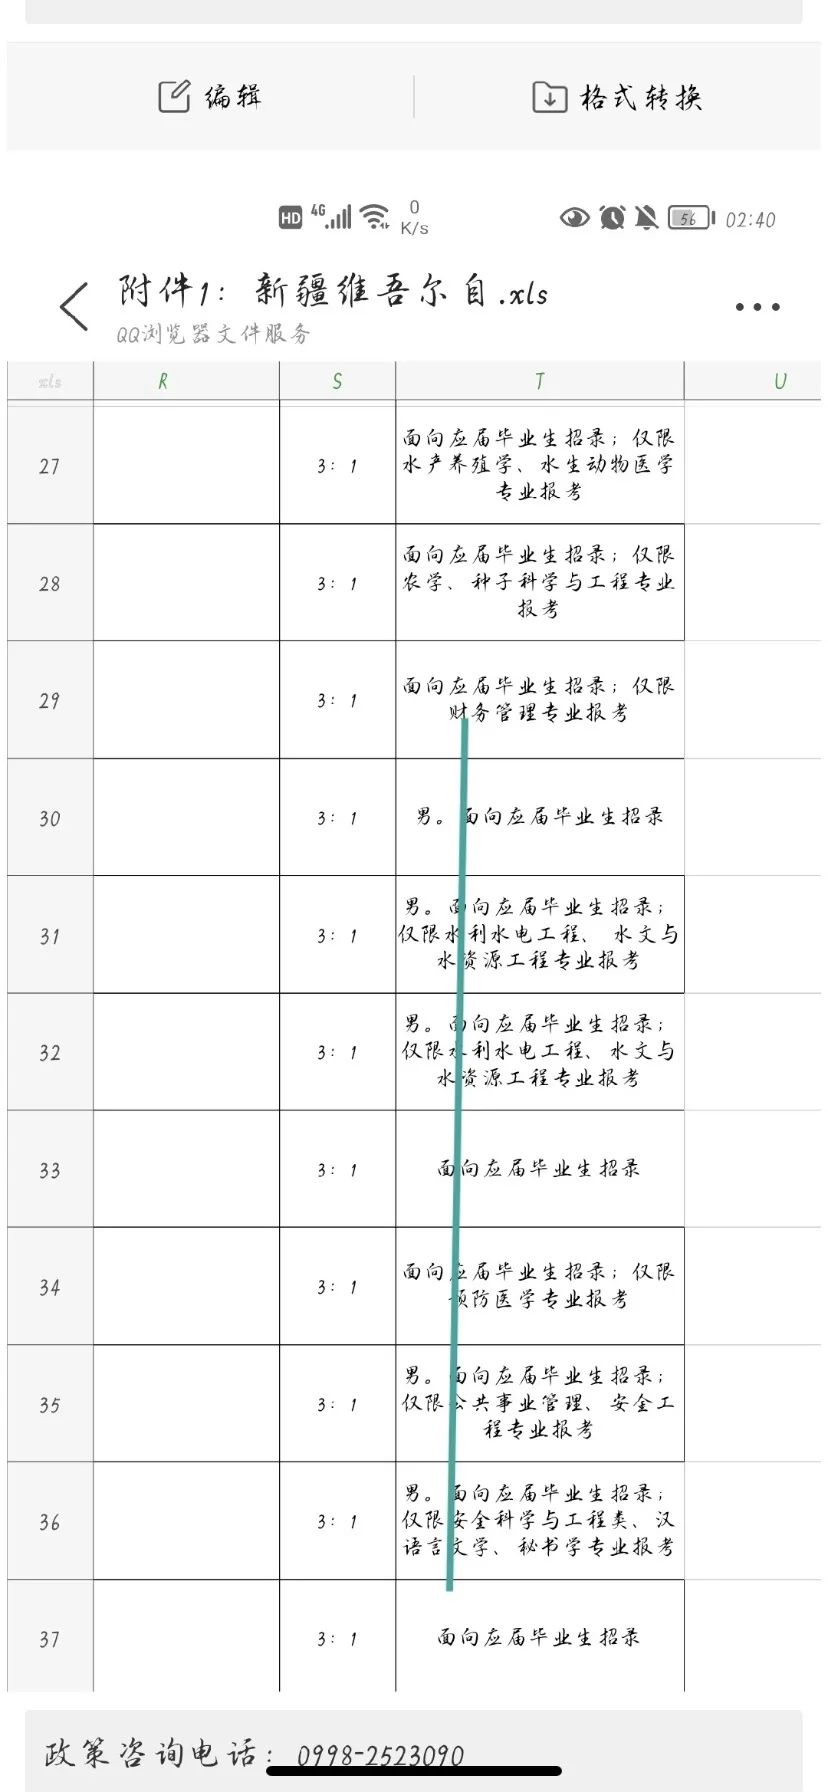 编辑 格式转换
HD 4G 0 K/s 56 02:40
附件1：新疆维吾尔自.xls
QQ浏览器文件服务
xls R S T U
27 3：1 面向应届毕业生招录；仅限
水产养殖学、水生动物医学
专业报考
28 3：1 面向应届毕业生招录；仅限
农学、种子科学与工程专业
报考
29 3：1 面向应届毕业生招录；仅限
财务管理专业报考
30 3：1 男。面向应届毕业生招录
31 3：1 男。面向应届毕业生招录；
仅限水利水电工程、 水文与
水资源工程专业报考
32 3：1 男。面向应届毕业生招录；
仅限水利水电工程、水文与
水资源工程专业报考
33 3：1 面向应届毕业生招录
34 3：1 面向应届毕业生招录；仅限
预防医学专业报考
35 3：1 男。面向应届毕业生招录；
仅限公共事业管理、安全工
程专业报考
36 3：1 男。面向应届毕业生招录；
仅限安全科学与工程类、汉
语言文学、秘书学专业报考
37 3：1 面向应届毕业生招录
政策咨询电话：0998-2523090